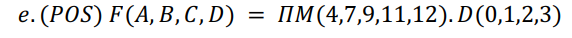 e. (POS) F(A, B, C, D) = ΠM(4,7,9,11,12). D(0,1,2,3)